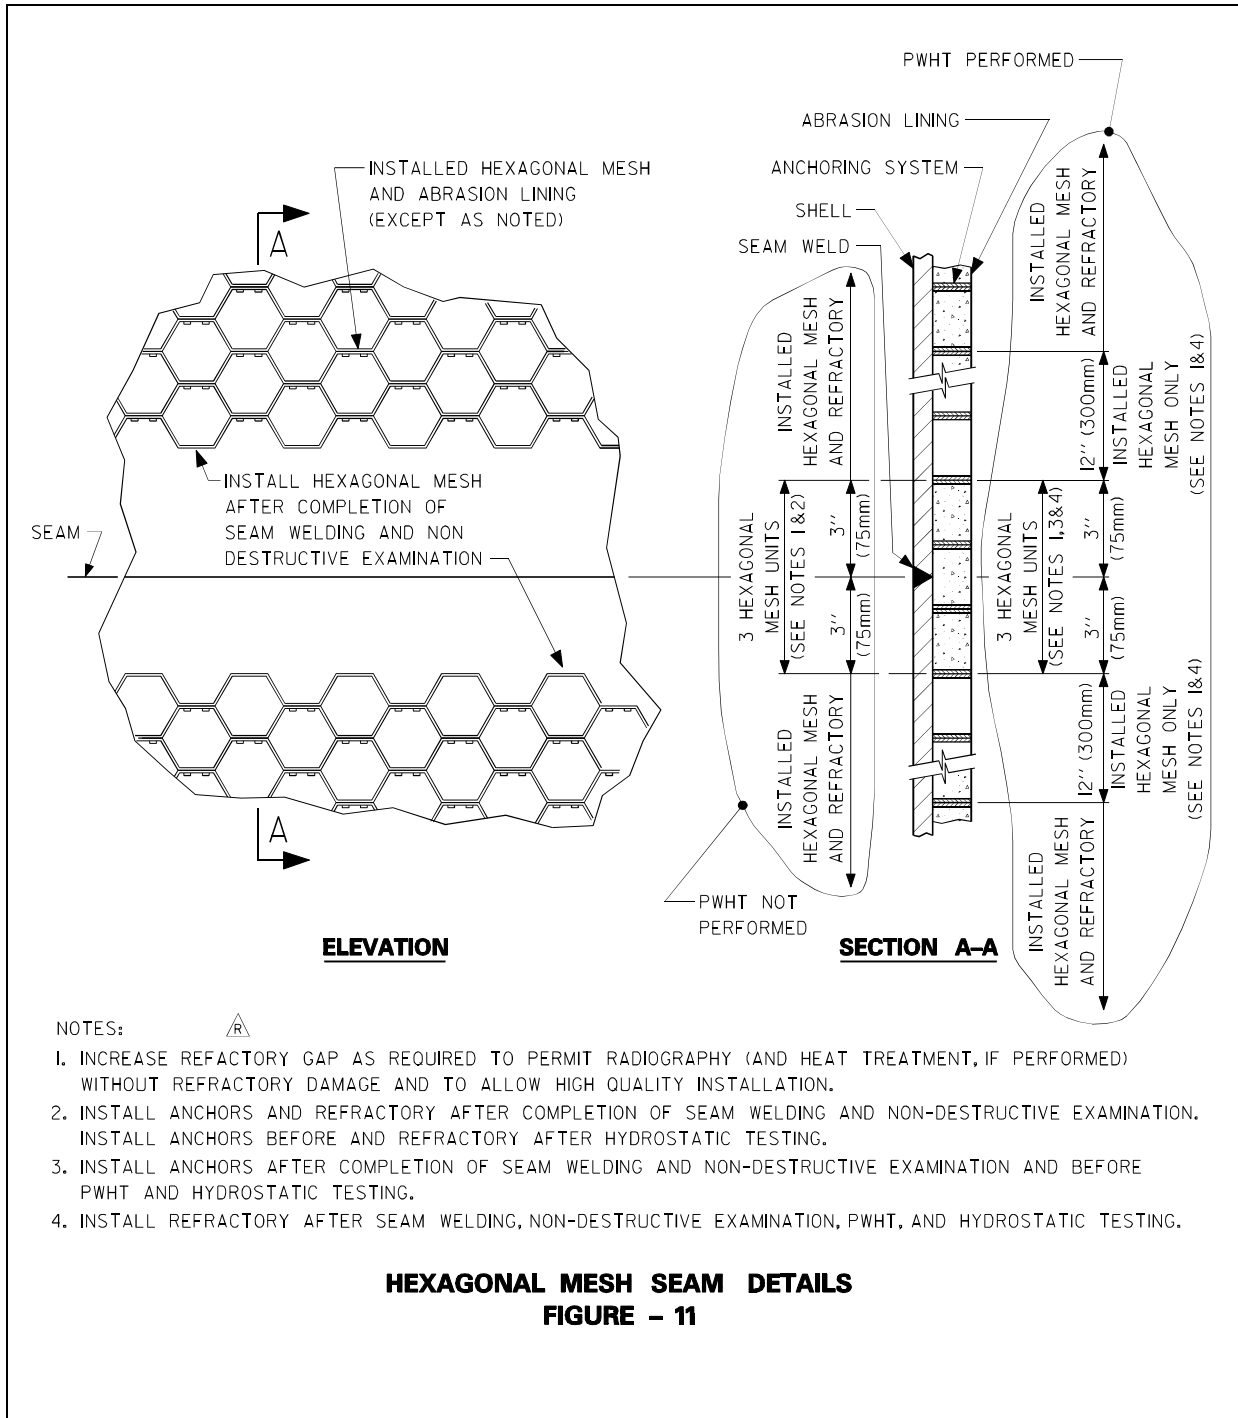 PWHT PERFORMED
ABRASION LINING
ANCHORING SYSTEM
SHELL
SEAM WELD
INSTALLED HEXAGONAL MESH
AND ABRASION LINING
(EXCEPT AS NOTED)
A
INSTALL HEXAGONAL MESH
AFTER COMPLETION OF
SEAM WELDING AND NON
DESTRUCTIVE EXAMINATION
SEAM
A
ELEVATION
INSTALLED
HEXAGONAL MESH
AND REFRACTORY
3 HEXAGONAL
MESH UNITS
(SEE NOTES 1&2)
3''
(75mm)
3''
(75mm)
INSTALLED
HEXAGONAL MESH
AND REFRACTORY
PWHT NOT
PERFORMED
SECTION A-A
INSTALLED
HEXAGONAL MESH
AND REFRACTORY
12'' (300mm)
INSTALLED
HEXAGONAL
MESH ONLY
(SEE NOTES 1&4)
3 HEXAGONAL
MESH UNITS
(SEE NOTES 1,3&4)
3''
(75mm)
3''
(75mm)
12'' (300mm)
INSTALLED
HEXAGONAL
MESH ONLY
(SEE NOTES 1&4)
INSTALLED
HEXAGONAL MESH
AND REFRACTORY
NOTES:
R
1. INCREASE REFACTORY GAP AS REQUIRED TO PERMIT RADIOGRAPHY (AND HEAT TREATMENT, IF PERFORMED)
WITHOUT REFRACTORY DAMAGE AND TO ALLOW HIGH QUALITY INSTALLATION.
2. INSTALL ANCHORS AND REFRACTORY AFTER COMPLETION OF SEAM WELDING AND NON-DESTRUCTIVE EXAMINATION.
INSTALL ANCHORS BEFORE AND REFRACTORY AFTER HYDROSTATIC TESTING.
3. INSTALL ANCHORS AFTER COMPLETION OF SEAM WELDING AND NON-DESTRUCTIVE EXAMINATION AND BEFORE
PWHT AND HYDROSTATIC TESTING.
4. INSTALL REFRACTORY AFTER SEAM WELDING, NON-DESTRUCTIVE EXAMINATION, PWHT, AND HYDROSTATIC TESTING.
HEXAGONAL MESH SEAM DETAILS
FIGURE - 11